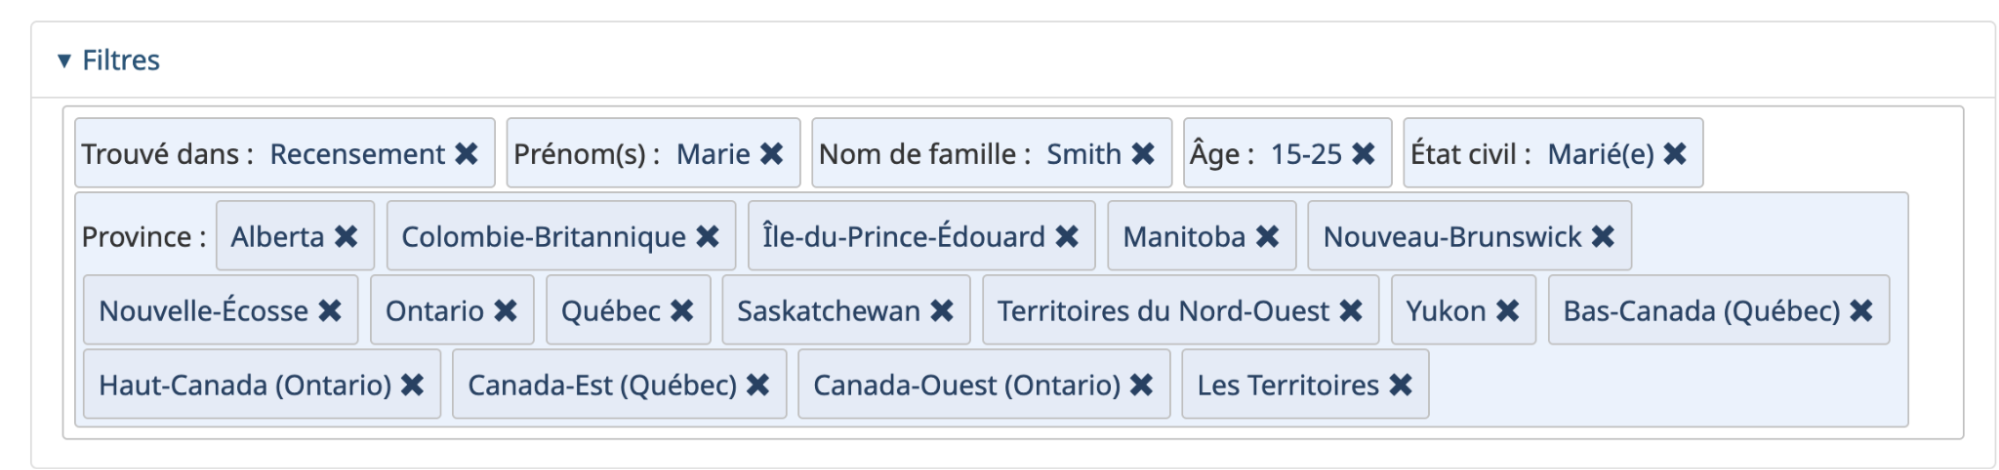 ▼ Filtres
Trouvé dans : Recensement ✖ Prénom(s) : Marie ✖ Nom de famille : Smith ✖ Âge : 15-25 ✖ État civil : Marié(e) ✖
Province : Alberta ✖ Colombie-Britannique ✖ Île-du-Prince-Édouard ✖ Manitoba ✖ Nouveau-Brunswick ✖
Nouvelle-Écosse ✖ Ontario ✖ Québec ✖ Saskatchewan ✖ Territoires du Nord-Ouest ✖ Yukon ✖ Bas-Canada (Québec) ✖
Haut-Canada (Ontario) ✖ Canada-Est (Québec) ✖ Canada-Ouest (Ontario) ✖ Les Territoires ✖